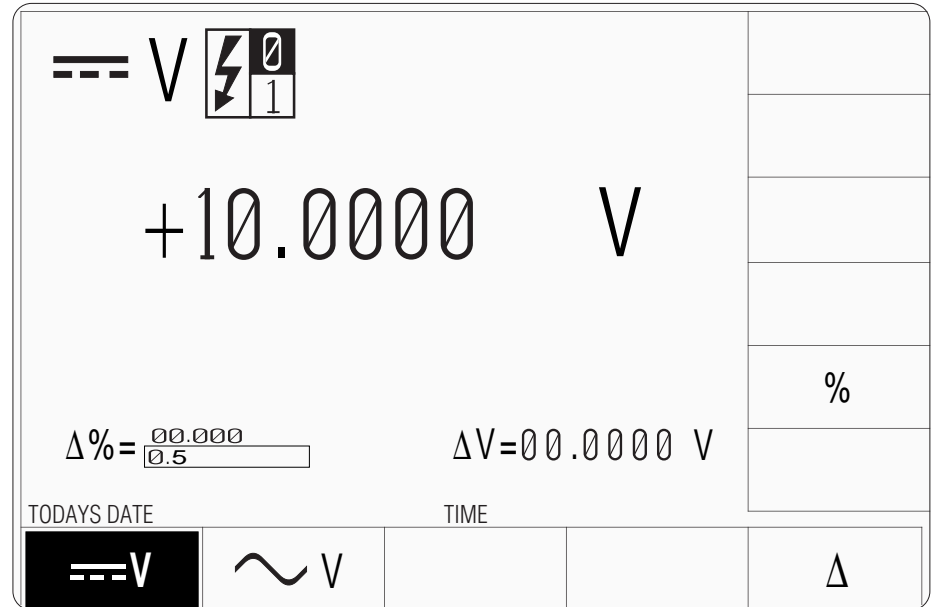 V 0
1
+10.0000 V
%
Δ%= 00.000
0.5
ΔV=00.0000 V
TODAYS DATE TIME
V V Δ